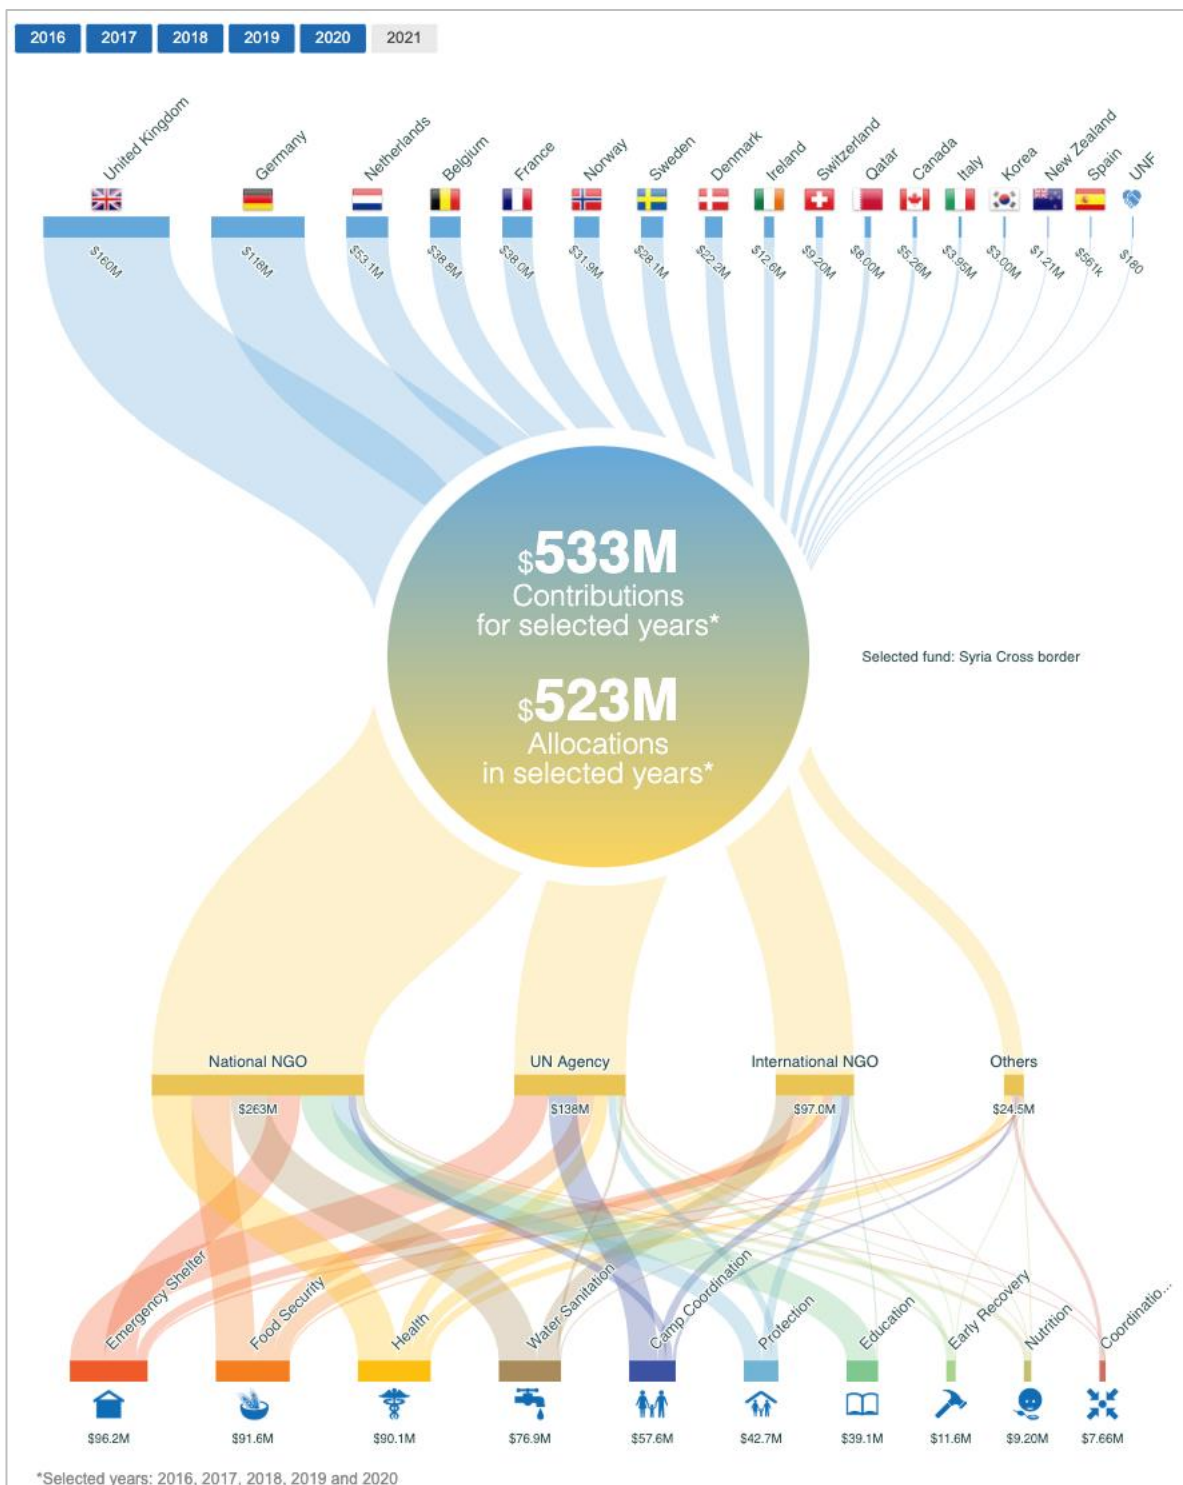 2016 2017 2018 2019 2020 2021
United Kingdom Germany Netherlands Belgium France Norway Sweden Denmark Ireland Switzerland Qatar Canada Italy Korea New Zealand Spain UNF
$160M $118M $53.1M $38.8M $38.0M $31.9M $28.1M $22.2M $12.6M $9.20M $8.00M $5.26M $3.95M $3.00M $1.21M $561k $180
$533M
Contributions
for selected years*
Selected fund: Syria Cross border
$523M
Allocations
in selected years*
National NGO UN Agency International NGO Others
$263M $138M $97.0M $24.5M
Emergency Shelter Food Security Health Water Sanitation Camp Coordination Protection Education Early Recovery Nutrition Coordinatio...
$96.2M $91.6M $90.1M $76.9M $57.6M $42.7M $39.1M $11.6M $9.20M $7.66M
*Selected years: 2016, 2017, 2018, 2019 and 2020